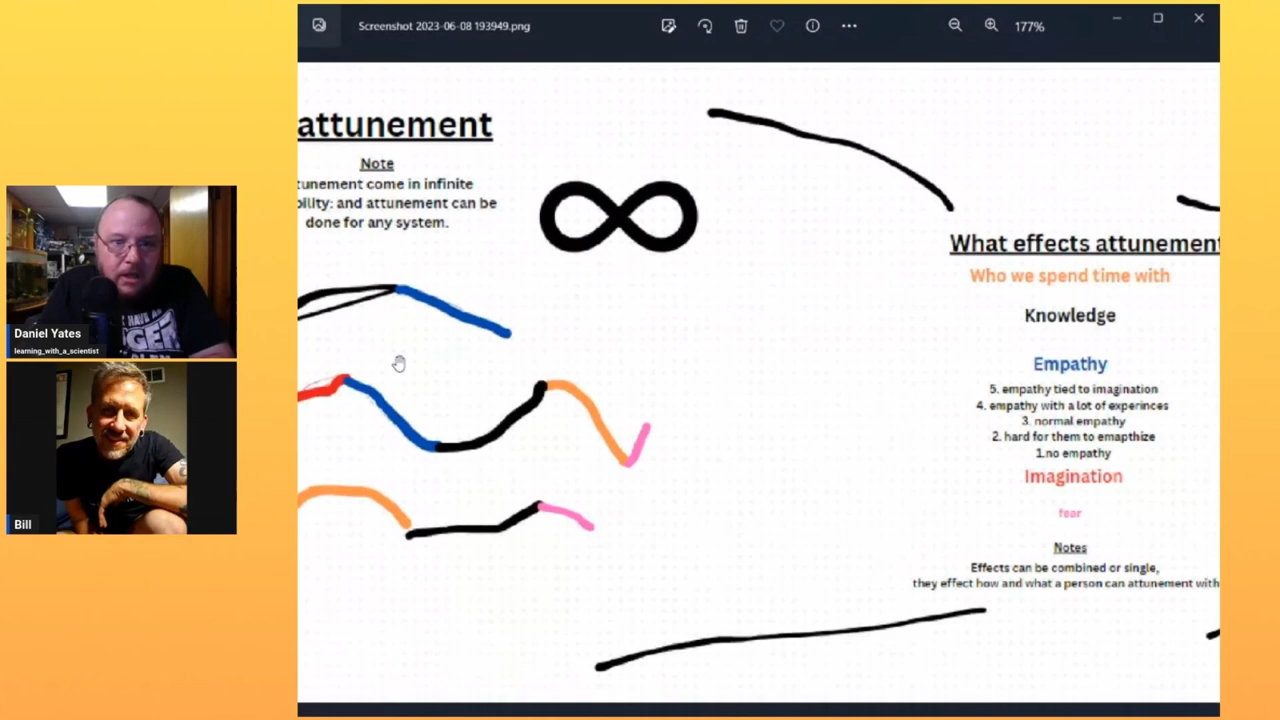 Screenshot 2023-06-08 193949.png
177%
attunement
Note
tunement come in infinite
bility: and attunement can be
done for any system.
What effects attunement
Who we spend time with
Knowledge
Empathy
5. empathy tied to imagination
4. empathy with a lot of experinces
3. normal empathy
2. hard for them to emapthize
1.no empathy
Imagination
fear
Notes
Effects can be combined or single,
they effect how and what a person can attunement with
Daniel Yates
learning_with_a_scientist
Bill